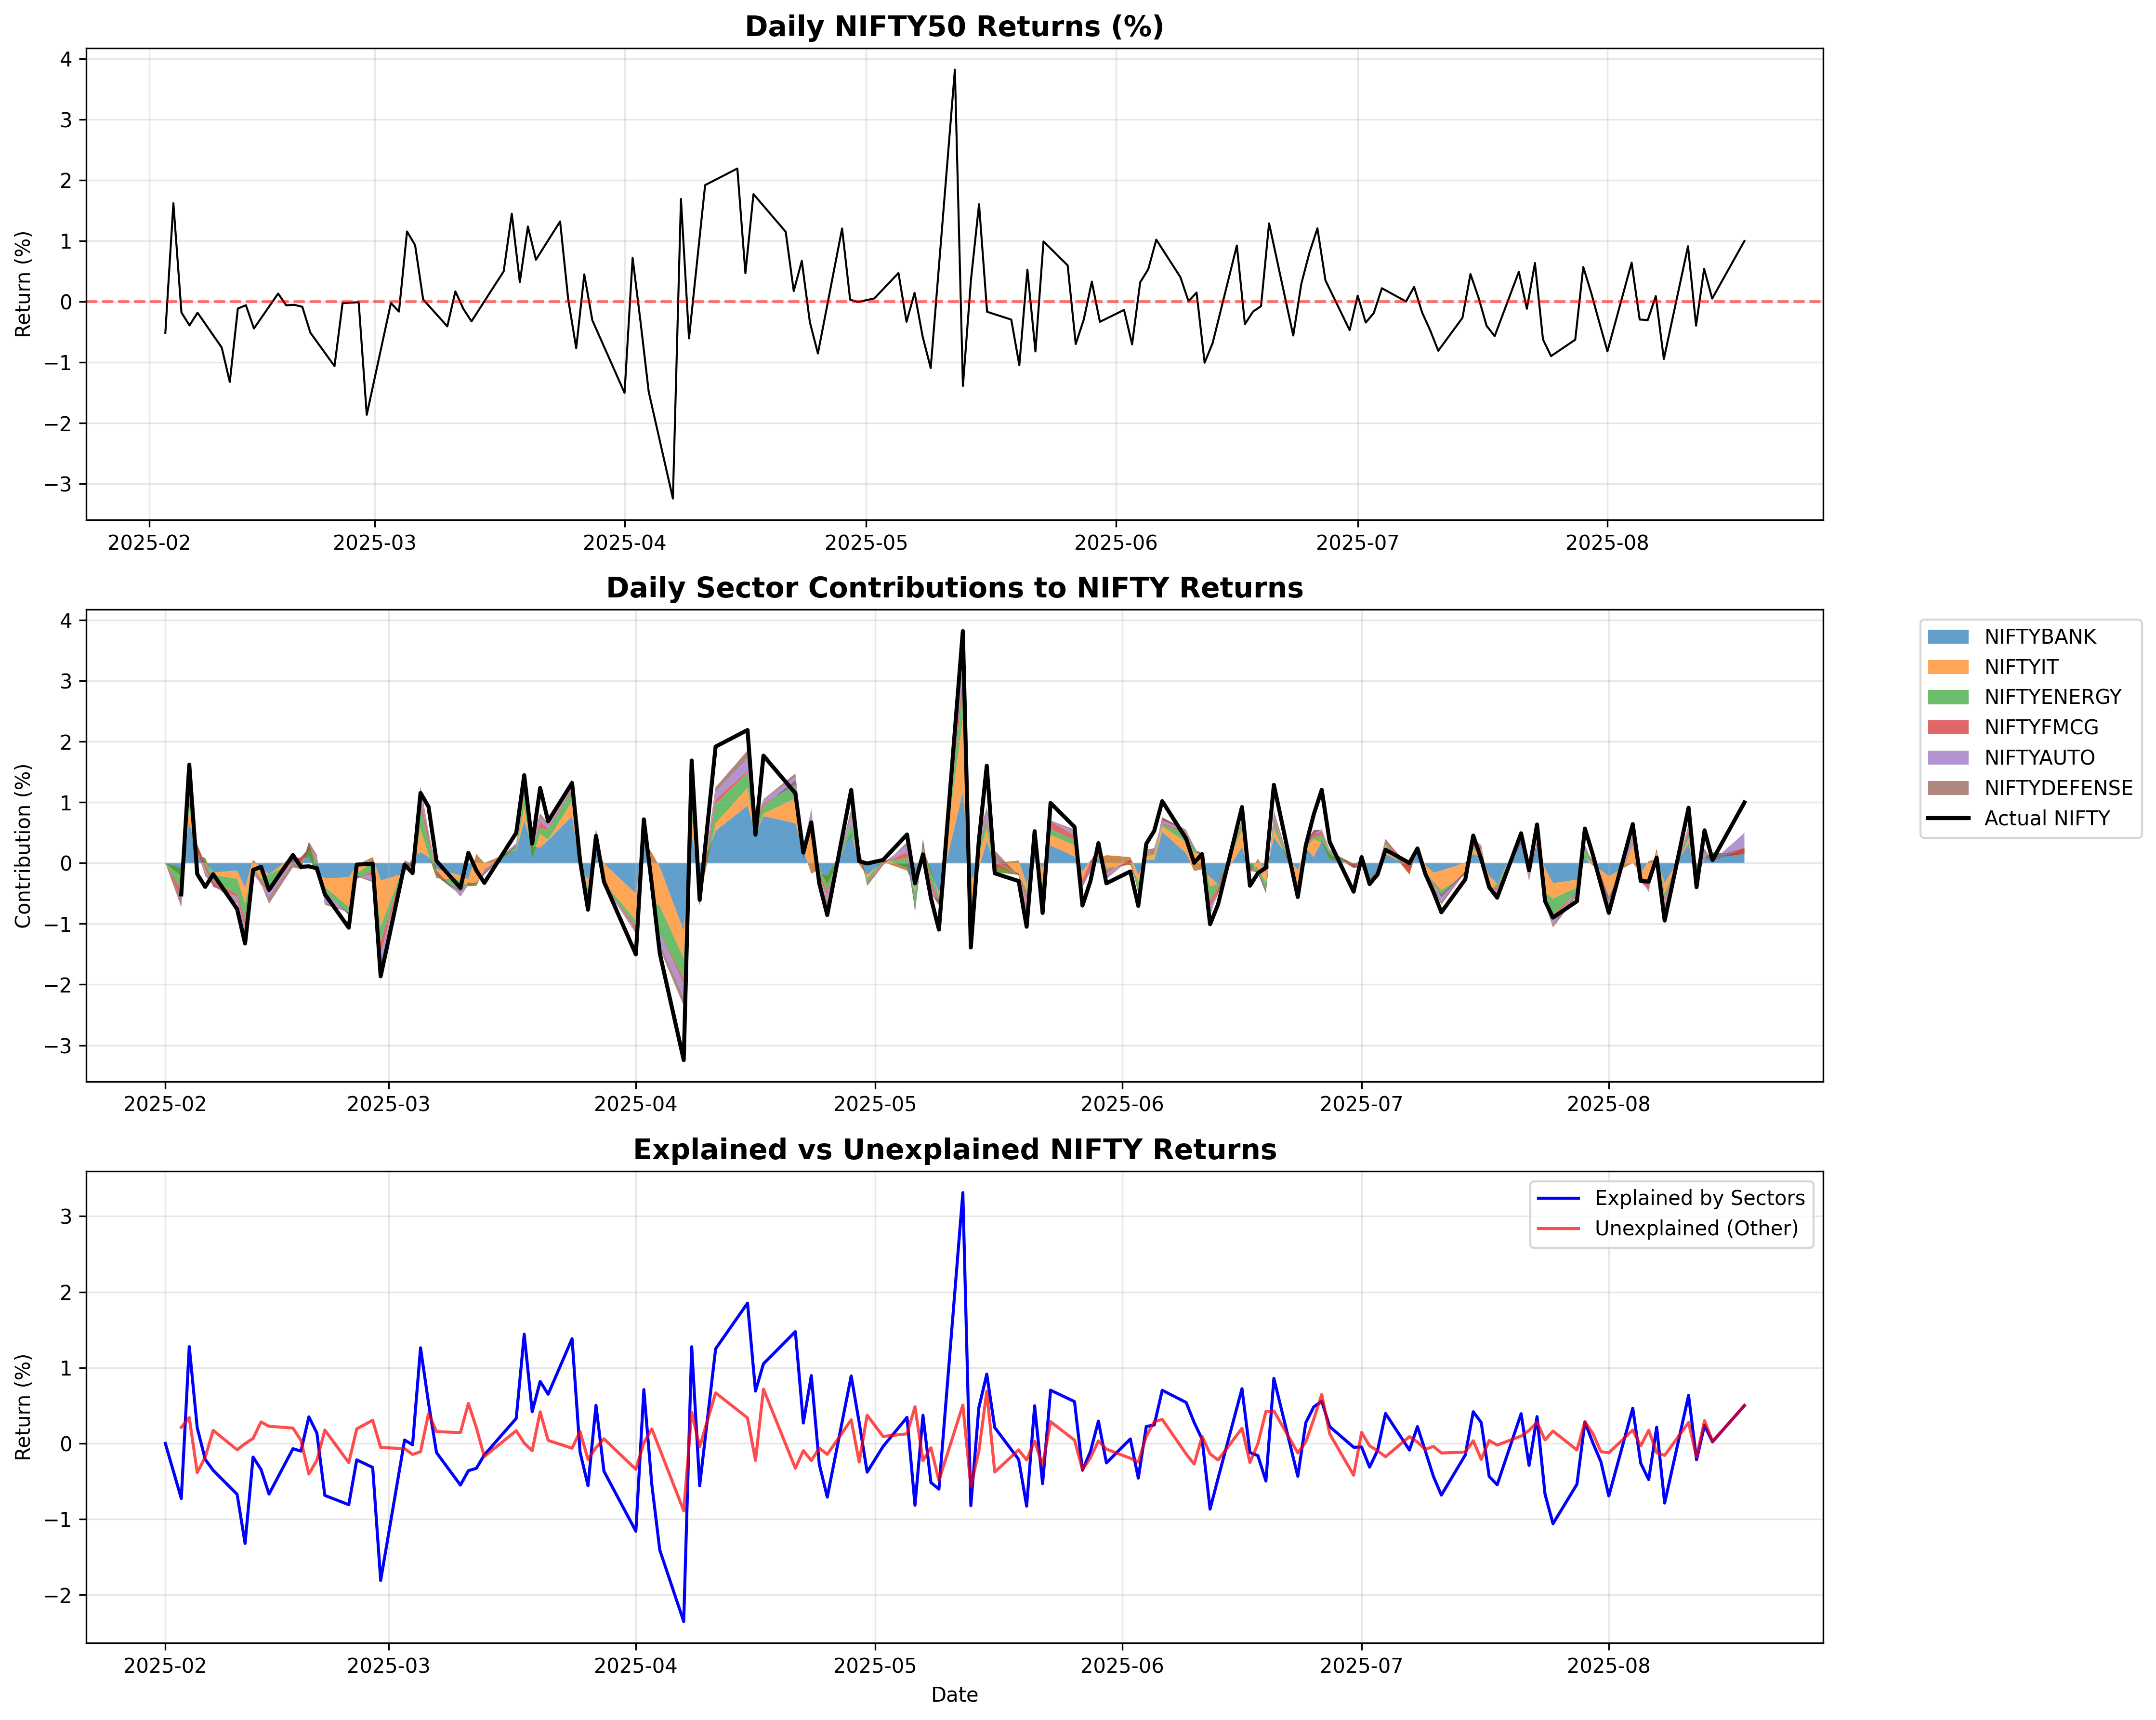 Daily NIFTY50 Returns (%)
Return (%)
4
3
2
1
0
−1
−2
−3
2025-02
2025-03
2025-04
2025-05
2025-06
2025-07
2025-08
Daily Sector Contributions to NIFTY Returns
Contribution (%)
4
3
2
1
0
−1
−2
−3
2025-02
2025-03
2025-04
2025-05
2025-06
2025-07
2025-08
NIFTYBANK
NIFTYIT
NIFTYENERGY
NIFTYFMCG
NIFTYAUTO
NIFTYDEFENSE
Actual NIFTY
Explained vs Unexplained NIFTY Returns
Return (%)
3
2
1
0
−1
−2
Explained by Sectors
Unexplained (Other)
2025-02
2025-03
2025-04
2025-05
2025-06
2025-07
2025-08
Date